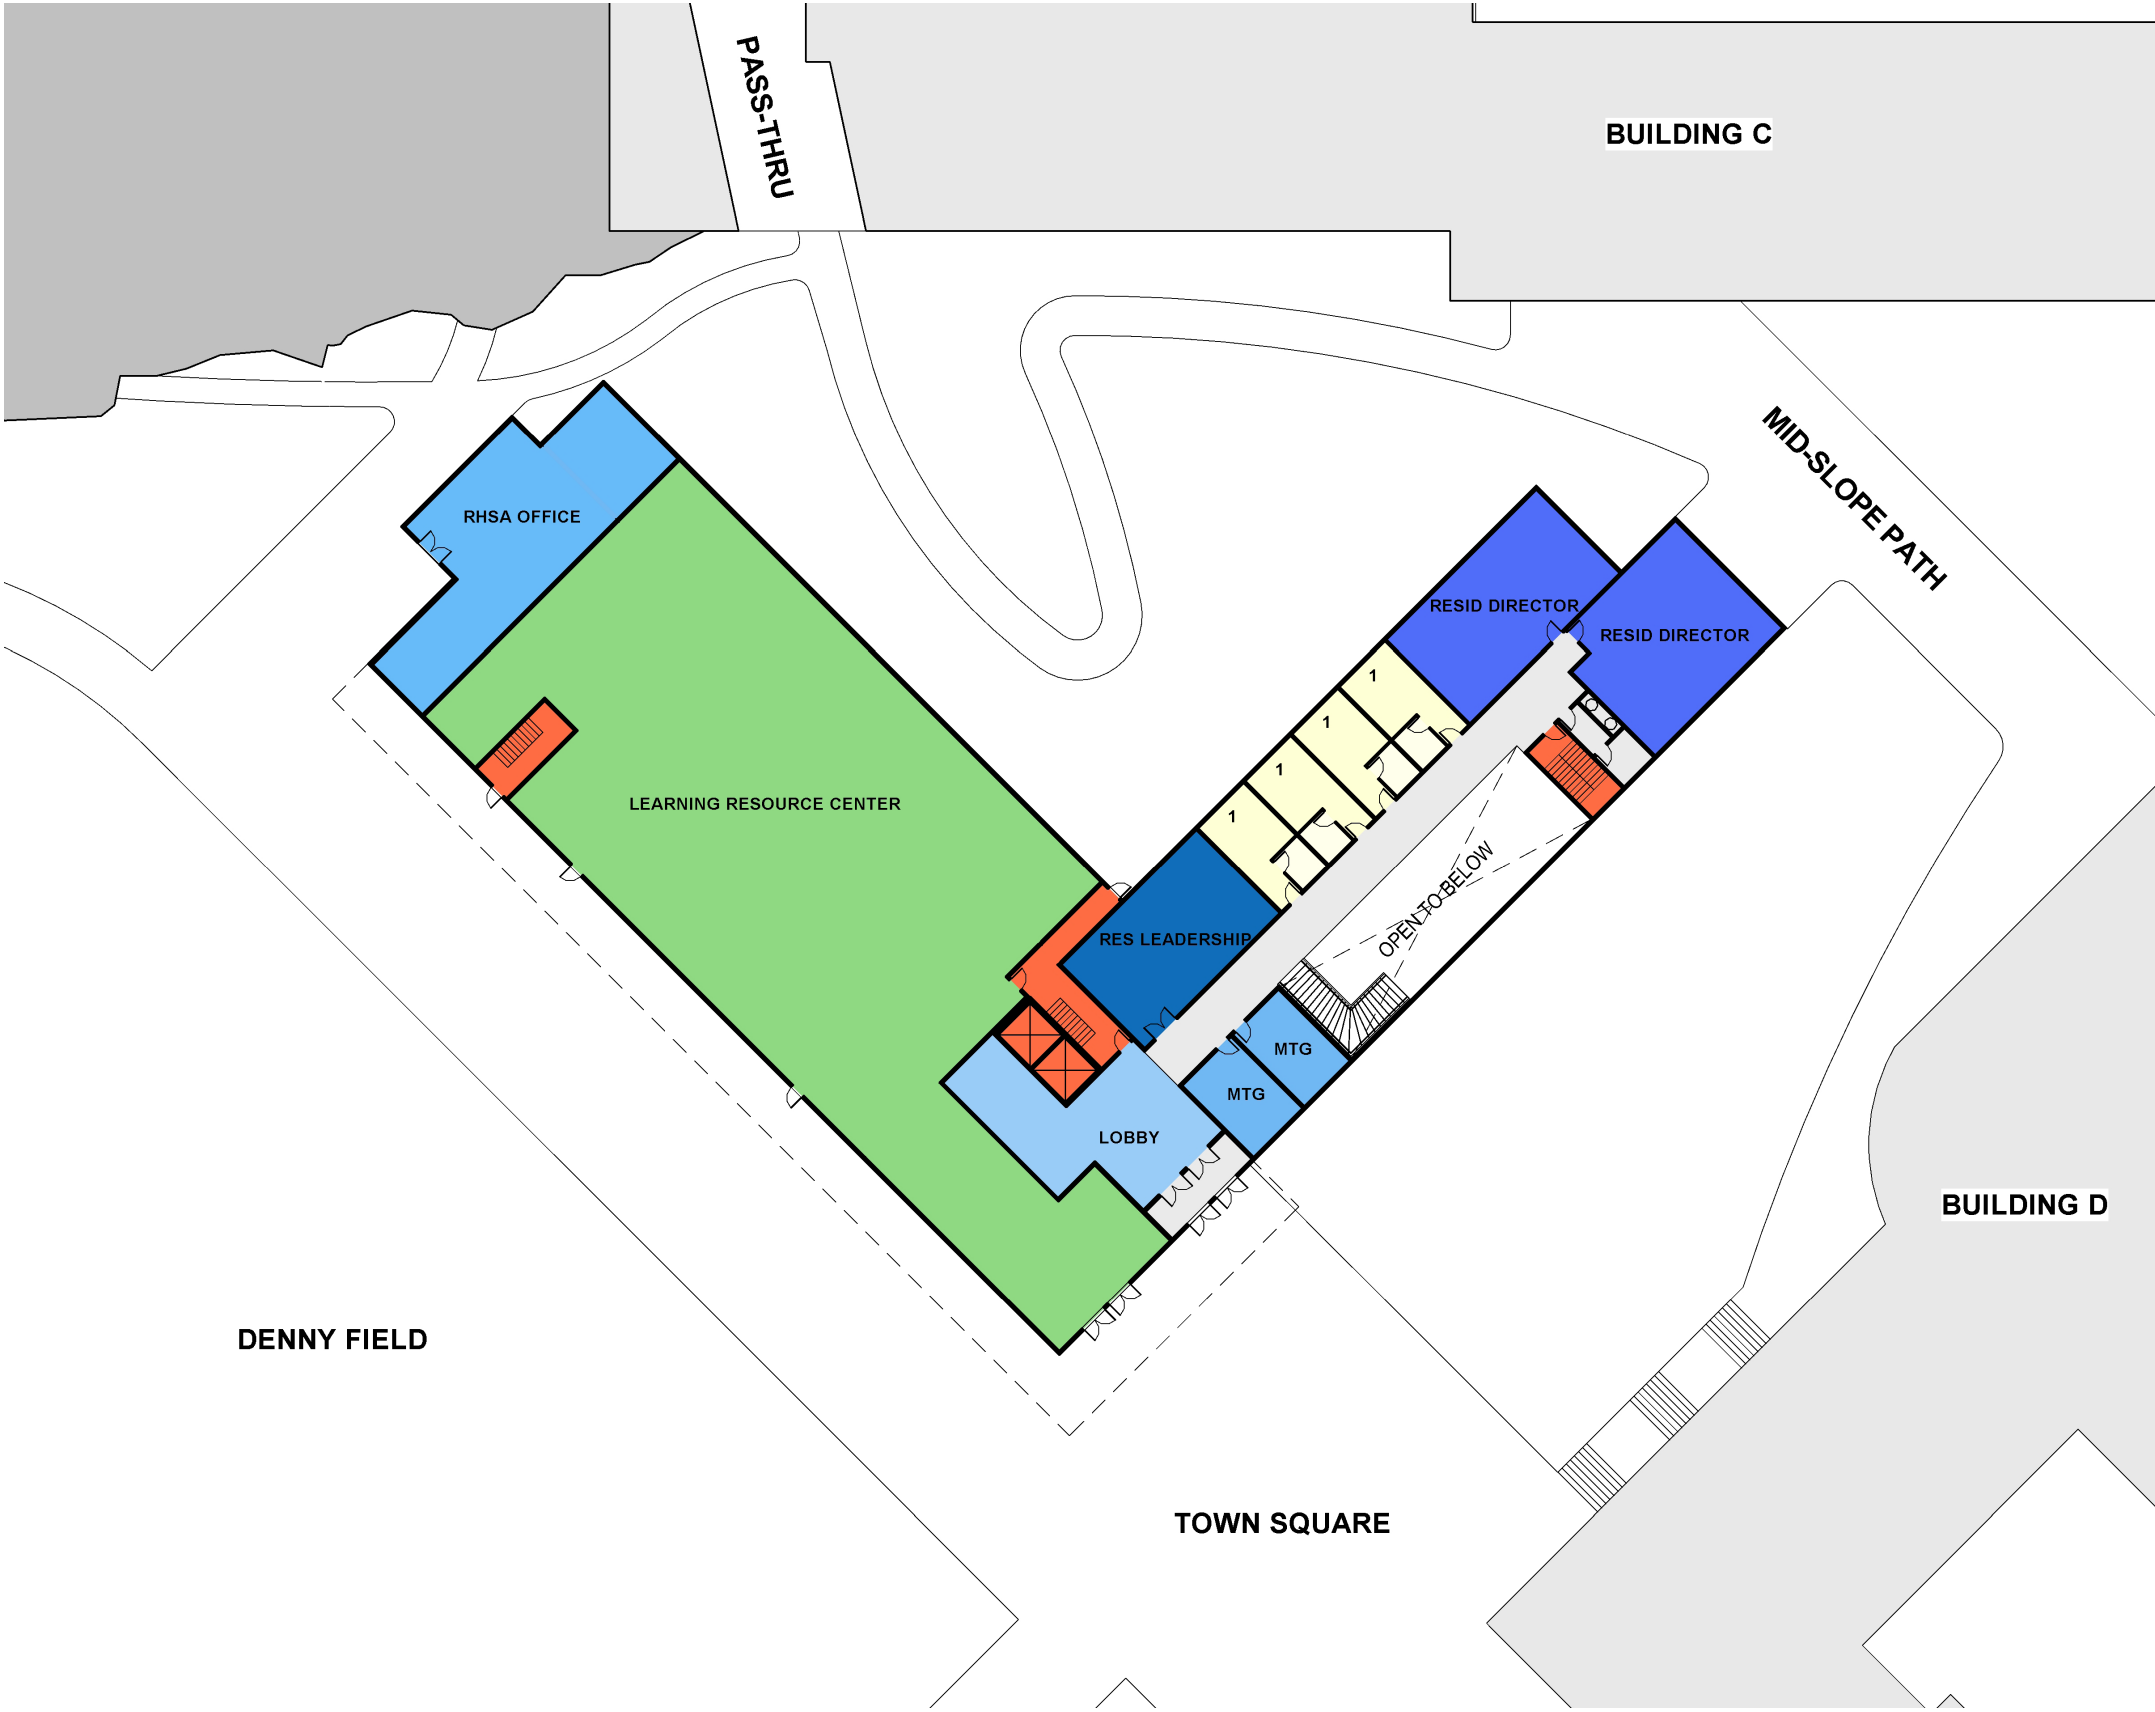 PASS-THRU
BUILDING C
MID-SLOPE PATH
RHSA OFFICE
RESID DIRECTOR
RESID DIRECTOR
1
1
1
1
LEARNING RESOURCE CENTER
OPEN TO BELOW
RES LEADERSHIP
MTG
MTG
LOBBY
BUILDING D
DENNY FIELD
TOWN SQUARE